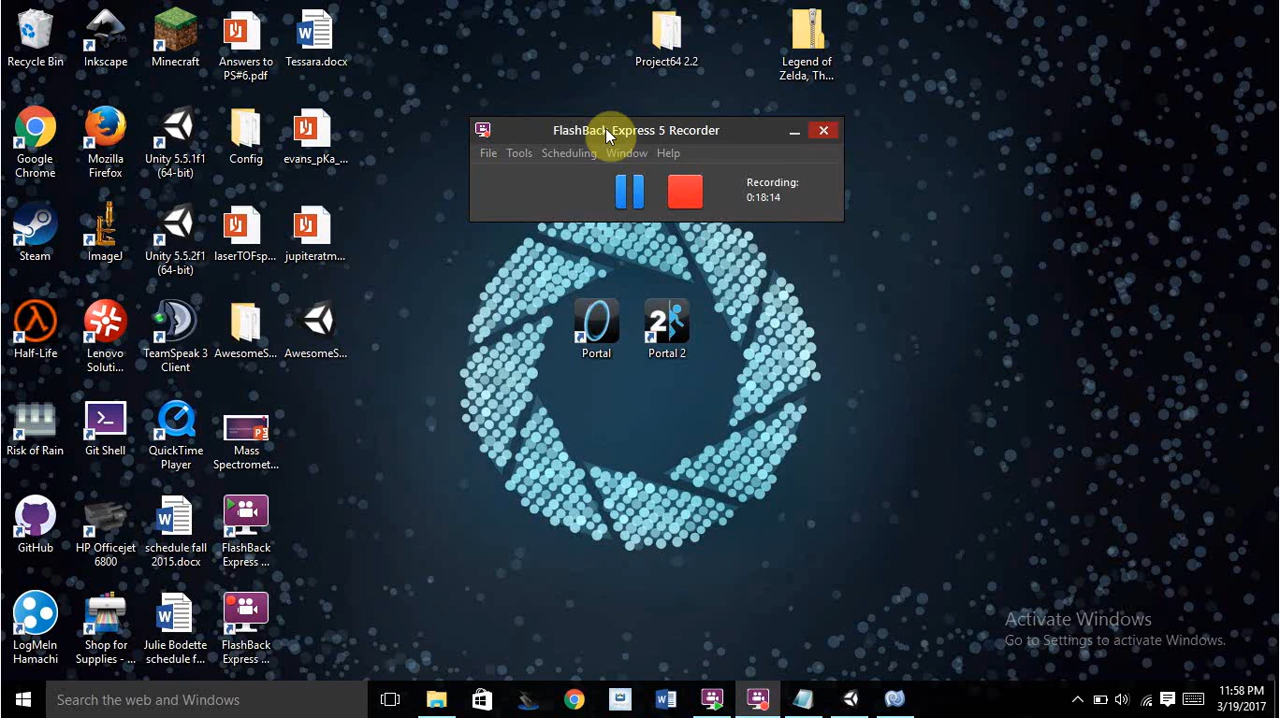 Recycle Bin
Inkscape
Minecraft
Answers to
PS#6.pdf
Tessara.docx
Project64 2.2
Legend of
Zelda, Th...
Google
Chrome
Mozilla
Firefox
Unity 5.5.1f1
(64-bit)
Config
evans_pKa_...
FlashBack Express 5 Recorder
File Tools Scheduling Window Help
Recording:
0:18:14
Steam
ImageJ
Unity 5.5.2f1
(64-bit)
laserTOFsp...
jupiteratm...
Half-Life
Lenovo
Soluti...
TeamSpeak 3
Client
AwesomeS...
AwesomeS...
2
Portal
Portal 2
Risk of Rain
Git Shell
QuickTime
Player
Mass
Spectromet...
GitHub
HP Officejet
6800
schedule fall
2015.docx
FlashBack
Express ...
LogMeIn
Hamachi
Shop for
Supplies - ...
Julie Bodette
schedule f...
FlashBack
Express ...
Activate Windows
Go to Settings to activate Windows.
Search the web and Windows
11:58 PM
3/19/2017